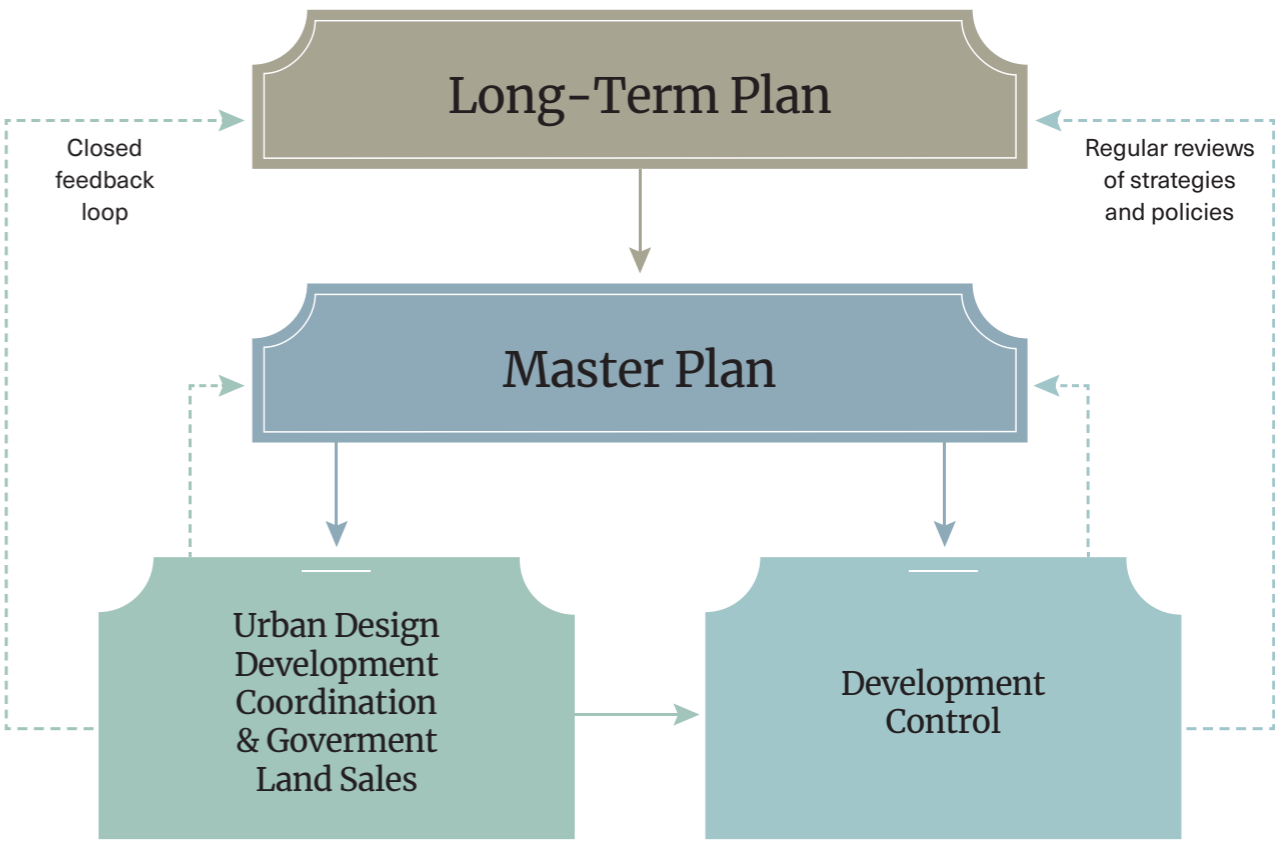 Long-Term Plan
Closed
feedback
loop
Regular reviews
of strategies
and policies
Master Plan
Urban Design
Development
Coordination
& Goverment
Land Sales
Development
Control